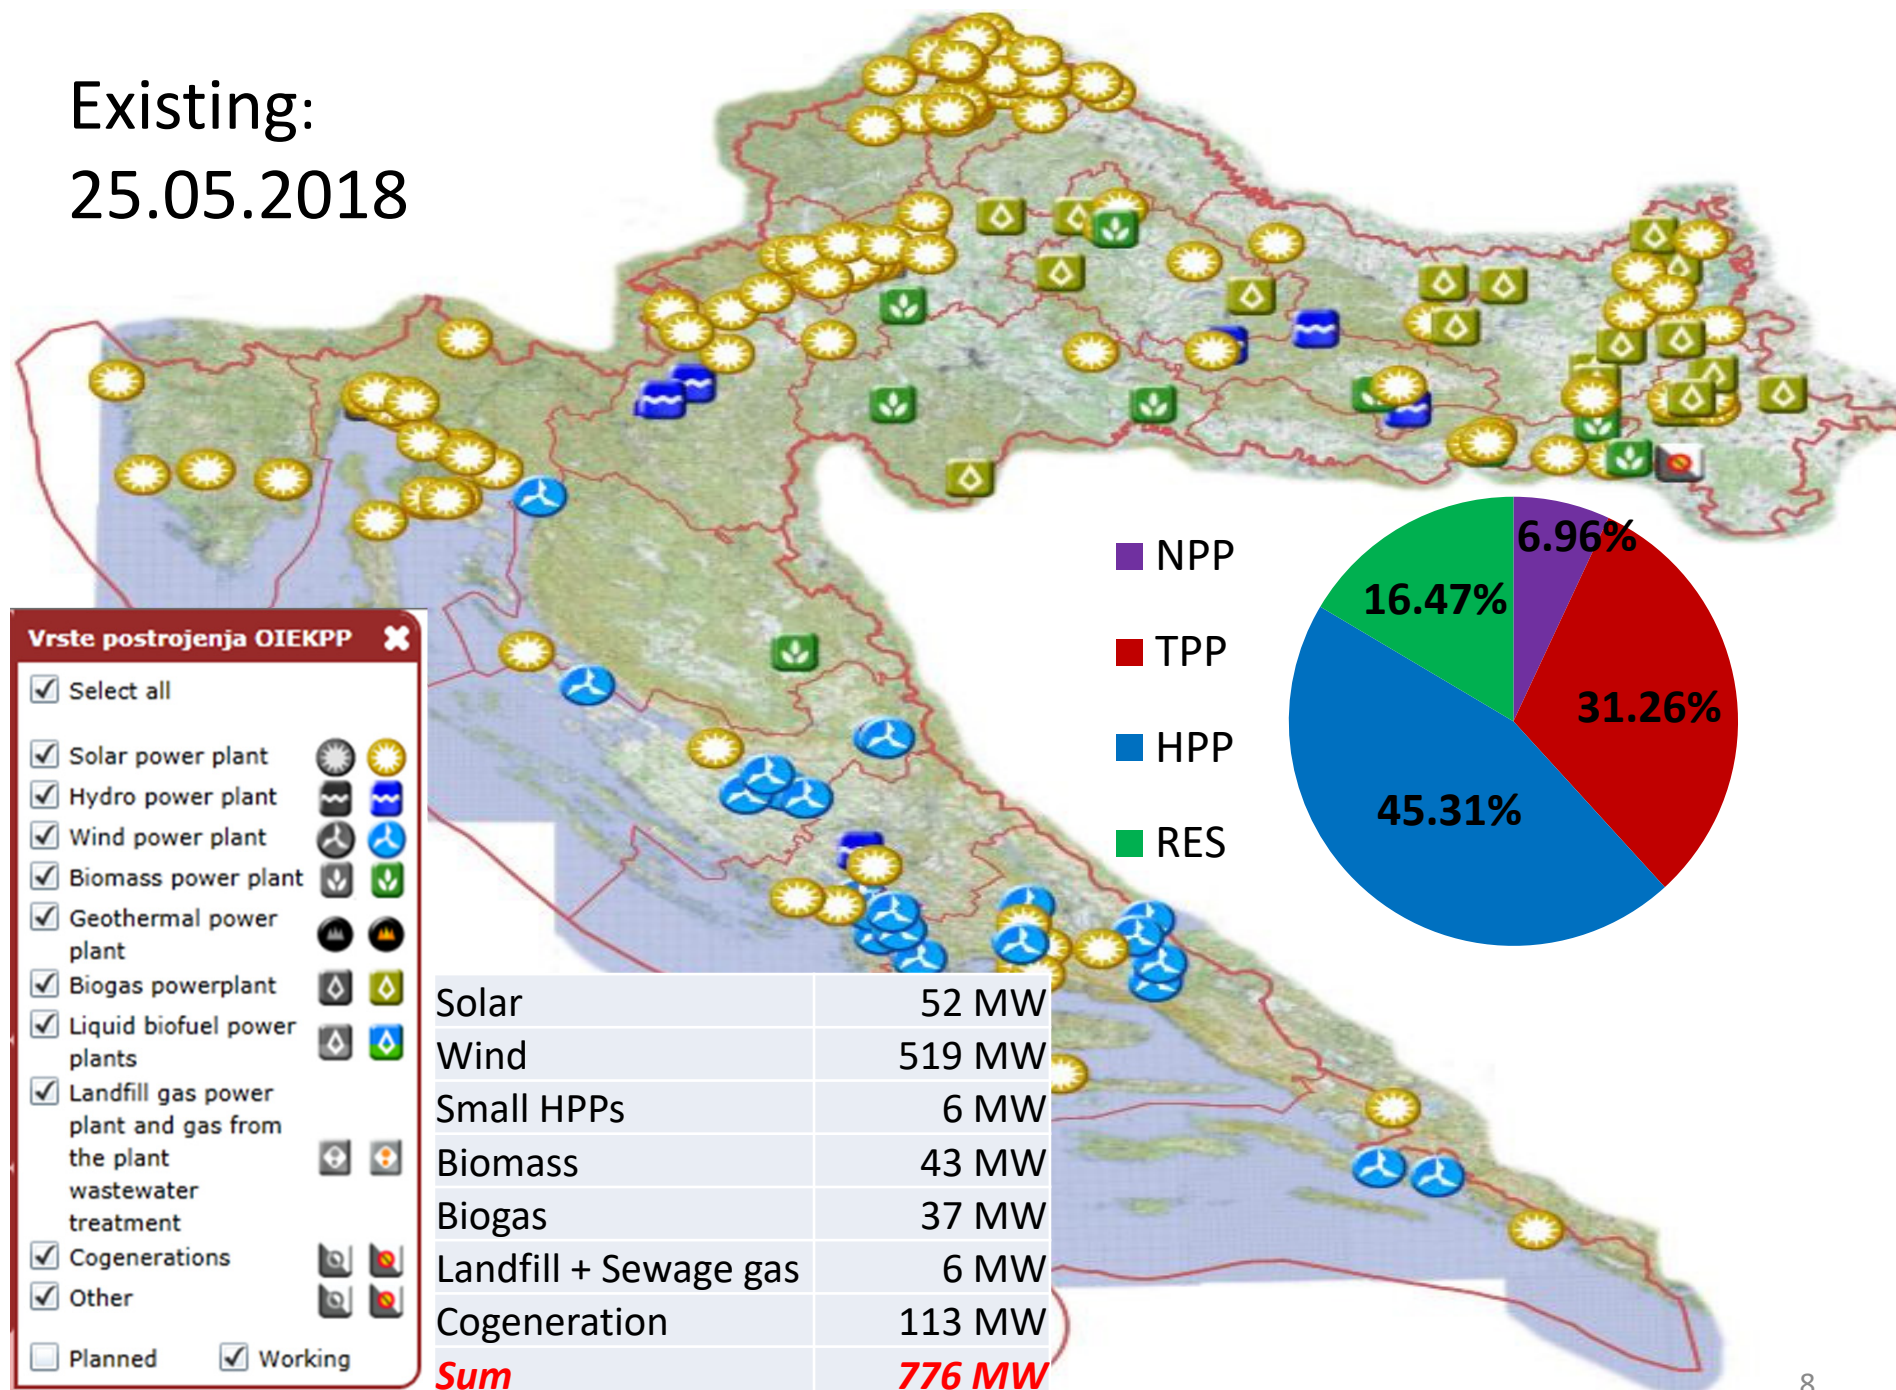 Existing:
25.05.2018
NPP
TPP
HPP
RES
6.96%
16.47%
31.26%
45.31%
Vrste postrojenja OIEKPP
Select all
Solar power plant
Hydro power plant
Wind power plant
Biomass power plant
Geothermal power
plant
Biogas powerplant
Liquid biofuel power
plants
Landfill gas power
plant and gas from
the plant
wastewater
treatment
Cogenerations
Other
Planned Working
Solar 52 MW
Wind 519 MW
Small HPPs 6 MW
Biomass 43 MW
Biogas 37 MW
Landfill + Sewage gas 6 MW
Cogeneration 113 MW
Sum 776 MW
8